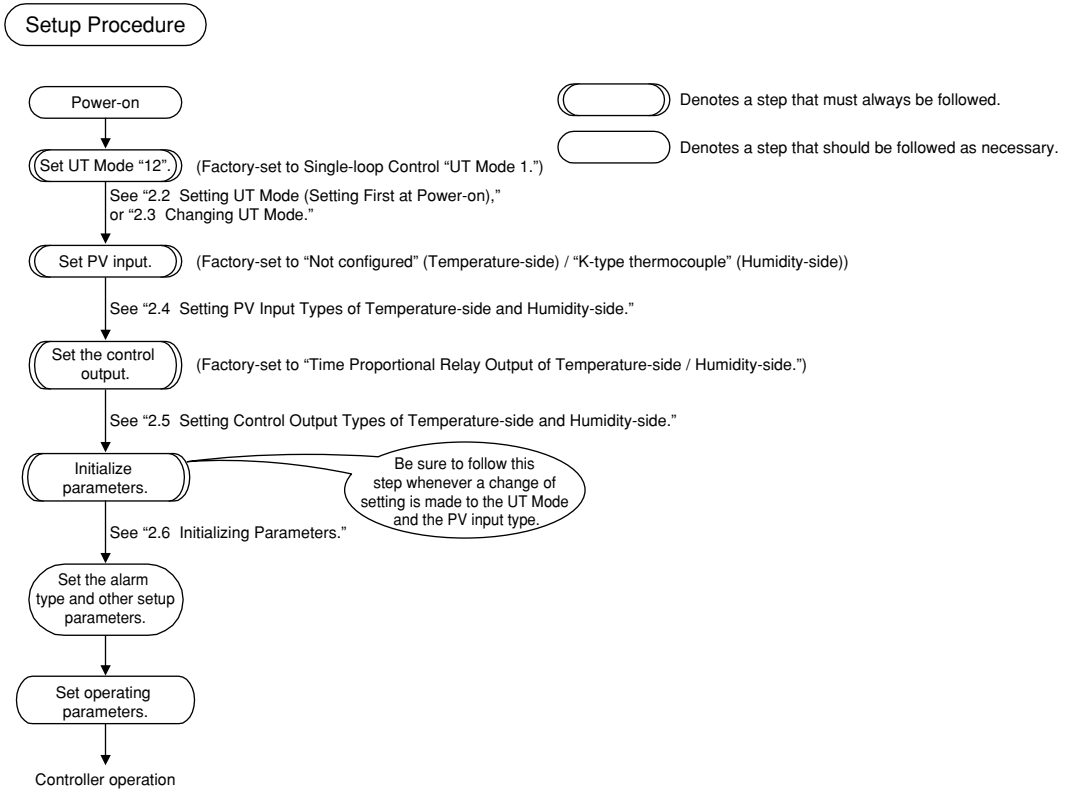 Setup Procedure
Power-on
Denotes a step that must always be followed.
Denotes a step that should be followed as necessary.
Set UT Mode “12”.
(Factory-set to Single-loop Control “UT Mode 1.”)
See “2.2 Setting UT Mode (Setting First at Power-on),”
or “2.3 Changing UT Mode.”
Set PV input.
(Factory-set to “Not configured” (Temperature-side) / “K-type thermocouple” (Humidity-side))
See “2.4 Setting PV Input Types of Temperature-side and Humidity-side.”
Set the control
output.
(Factory-set to “Time Proportional Relay Output of Temperature-side / Humidity-side.”)
See “2.5 Setting Control Output Types of Temperature-side and Humidity-side.”
Initialize
parameters.
Be sure to follow this
step whenever a change of
setting is made to the UT Mode
and the PV input type.
See “2.6 Initializing Parameters.”
Set the alarm
type and other setup
parameters.
Set operating
parameters.
Controller operation